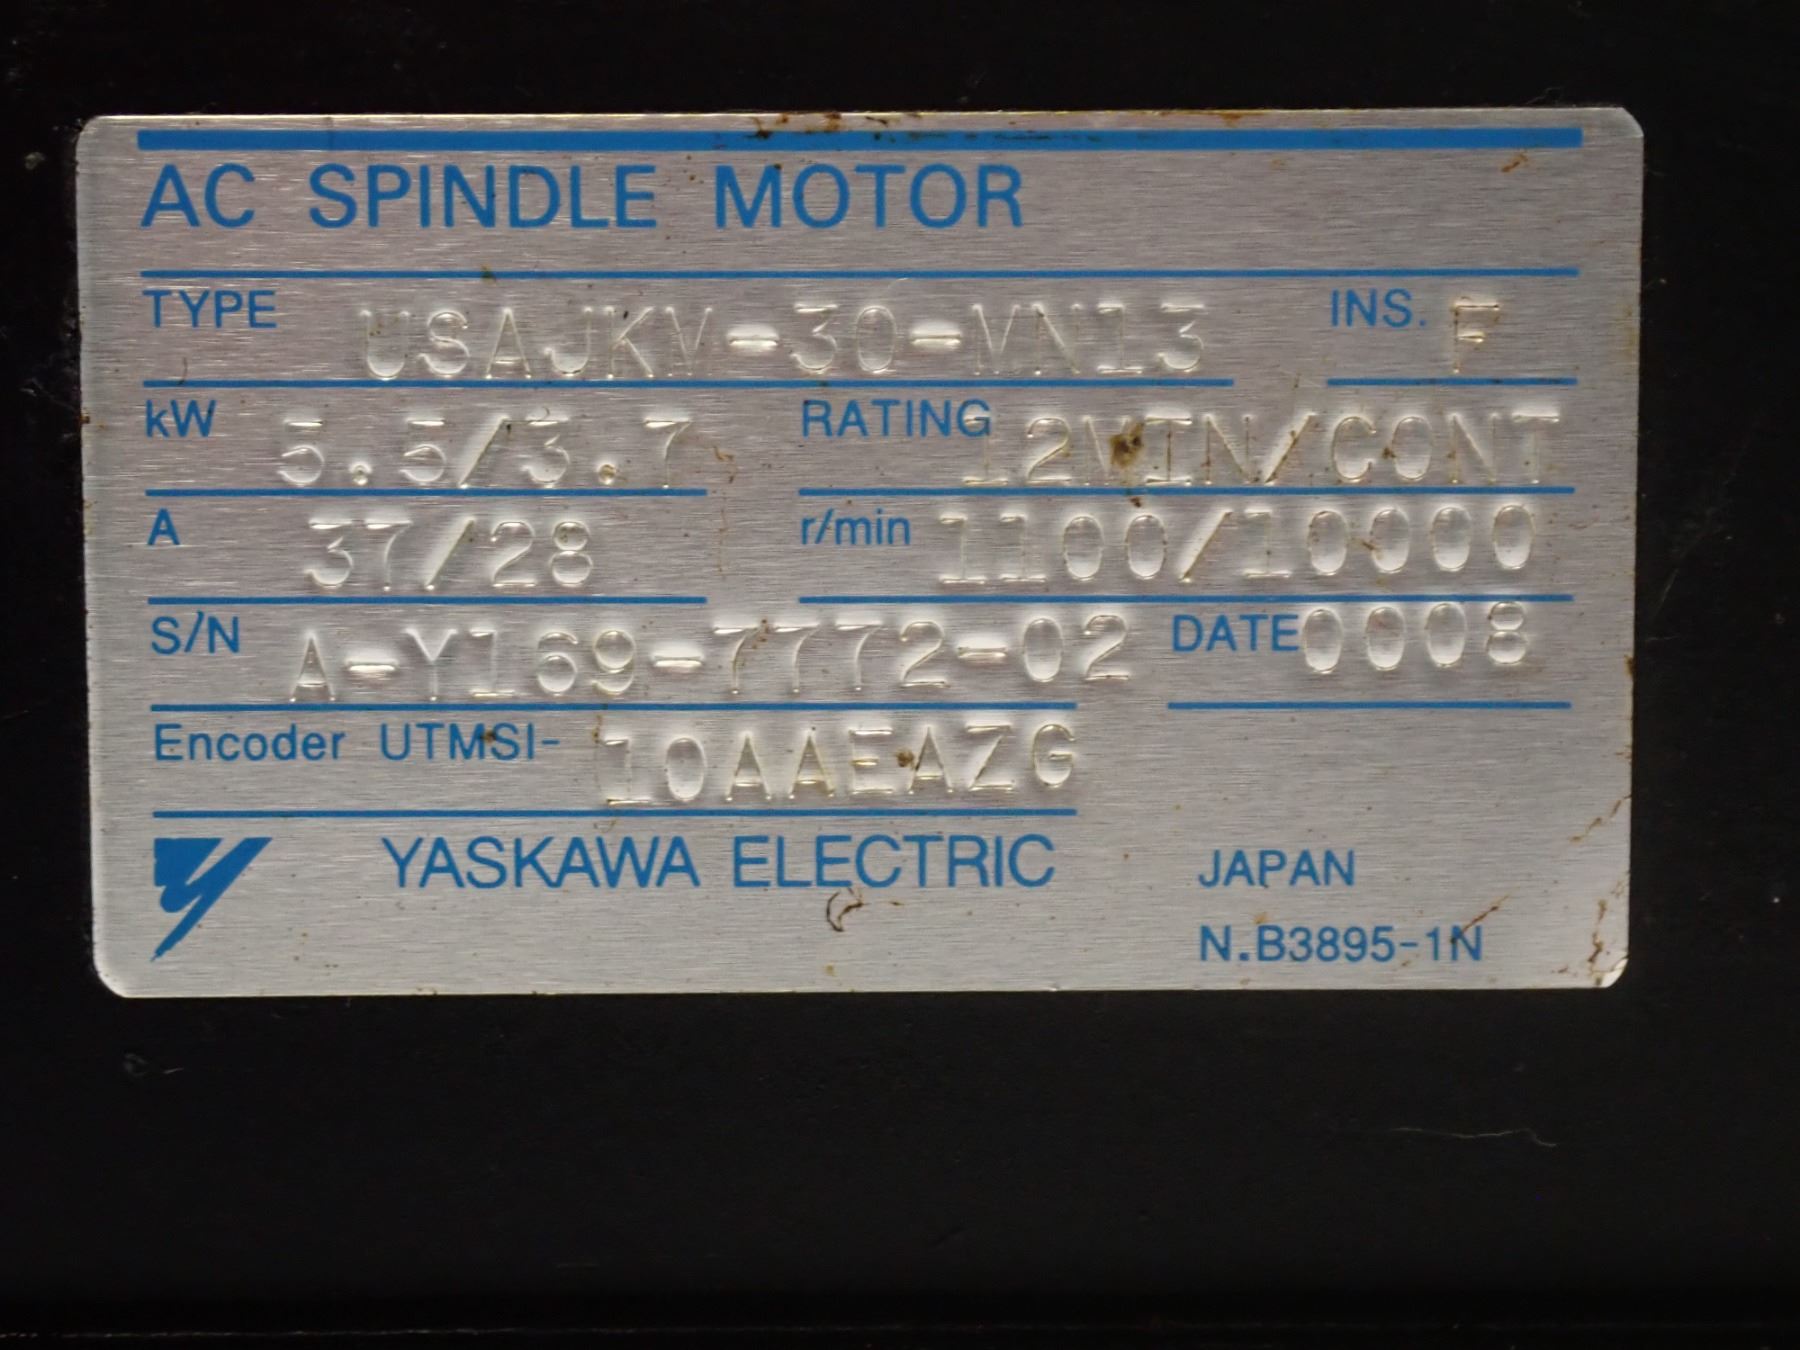 AC SPINDLE MOTOR
TYPE USAJKV-30-VN13 INS. F
kW 5.5/3.7 RATING 12MIN/CONT
A 37/28 r/min 1100/10000
S/N A-Y169-7772-02 DATE 0008
Encoder UTMSI-10AAEAZG
YASKAWA ELECTRIC JAPAN
N.B3895-1N